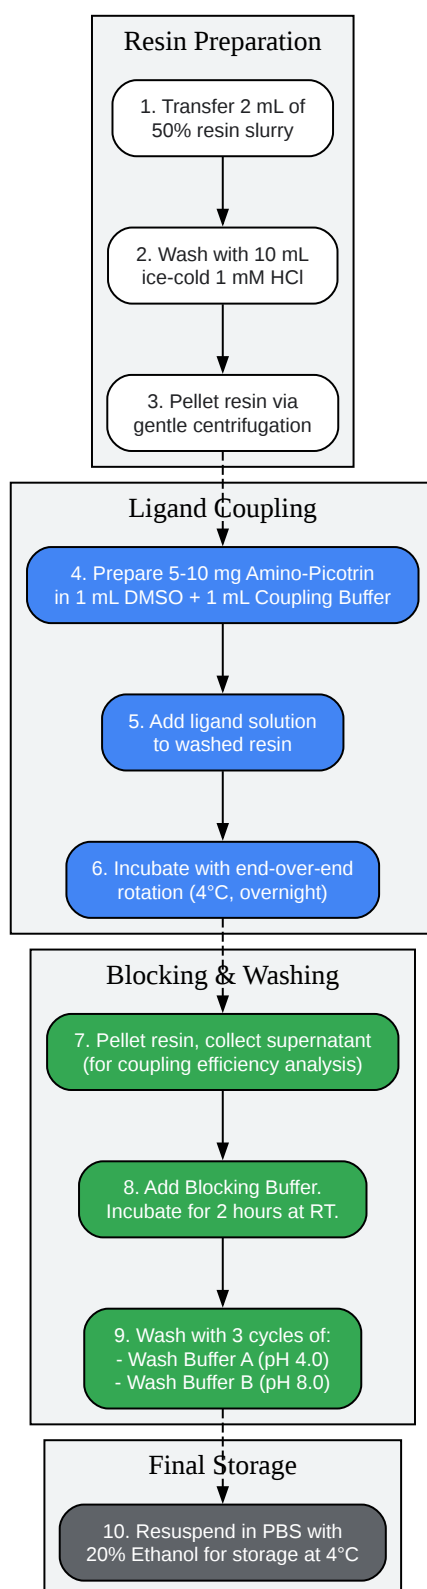 Resin Preparation
1. Transfer 2 mL of
50% resin slurry
2. Wash with 10 mL
ice-cold 1 mM HCl
3. Pellet resin via
gentle centrifugation
Ligand Coupling
4. Prepare 5-10 mg Amino-Picotrin
in 1 mL DMSO + 1 mL Coupling Buffer
5. Add ligand solution
to washed resin
6. Incubate with end-over-end
rotation (4°C, overnight)
Blocking & Washing
7. Pellet resin, collect supernatant
(for coupling efficiency analysis)
8. Add Blocking Buffer.
Incubate for 2 hours at RT.
9. Wash with 3 cycles of:
- Wash Buffer A (pH 4.0)
- Wash Buffer B (pH 8.0)
Final Storage
10. Resuspend in PBS with
20% Ethanol for storage at 4°C